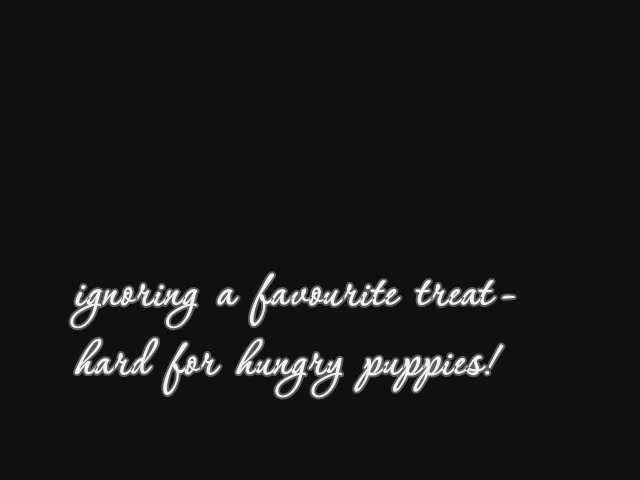 ignoring a favourite treat-
hard for hungry puppies!